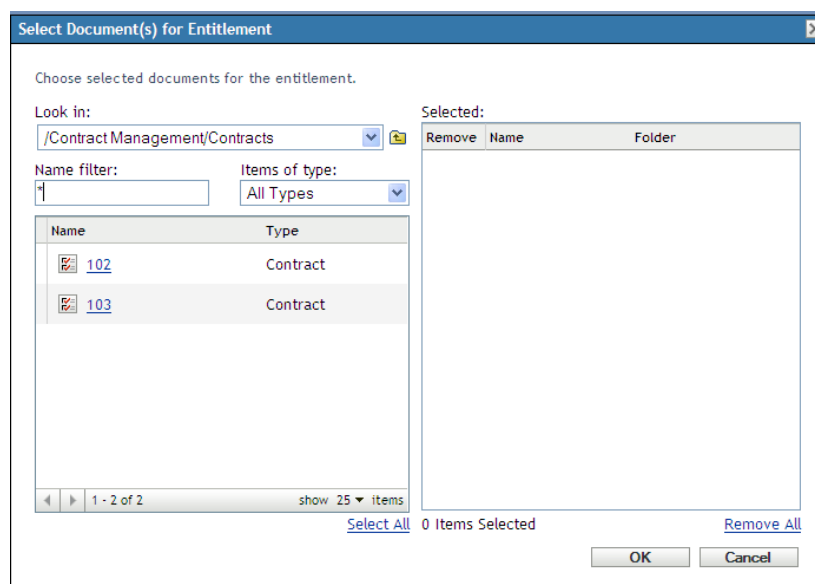 Select Document(s) for Entitlement
Choose selected documents for the entitlement.
Look in:
/Contract Management/Contracts
Name filter:
Items of type:
*
All Types
Name
Type
102
Contract
103
Contract
1 - 2 of 2
show 25 items
Select All
Selected:
Remove
Name
Folder
0 Items Selected
Remove All
OK
Cancel